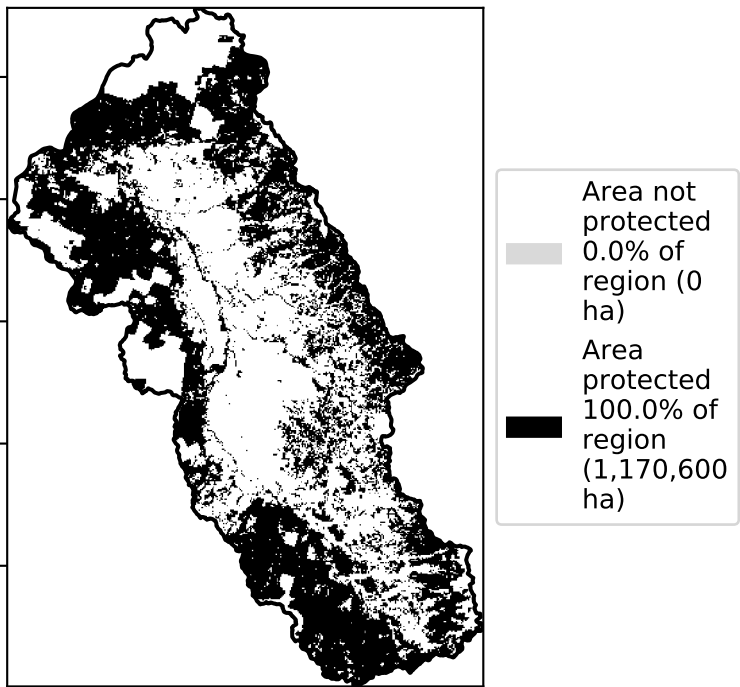 Area not
protected
0.0% of
region (0
ha)
Area
protected
100.0% of
region
(1,170,600
ha)